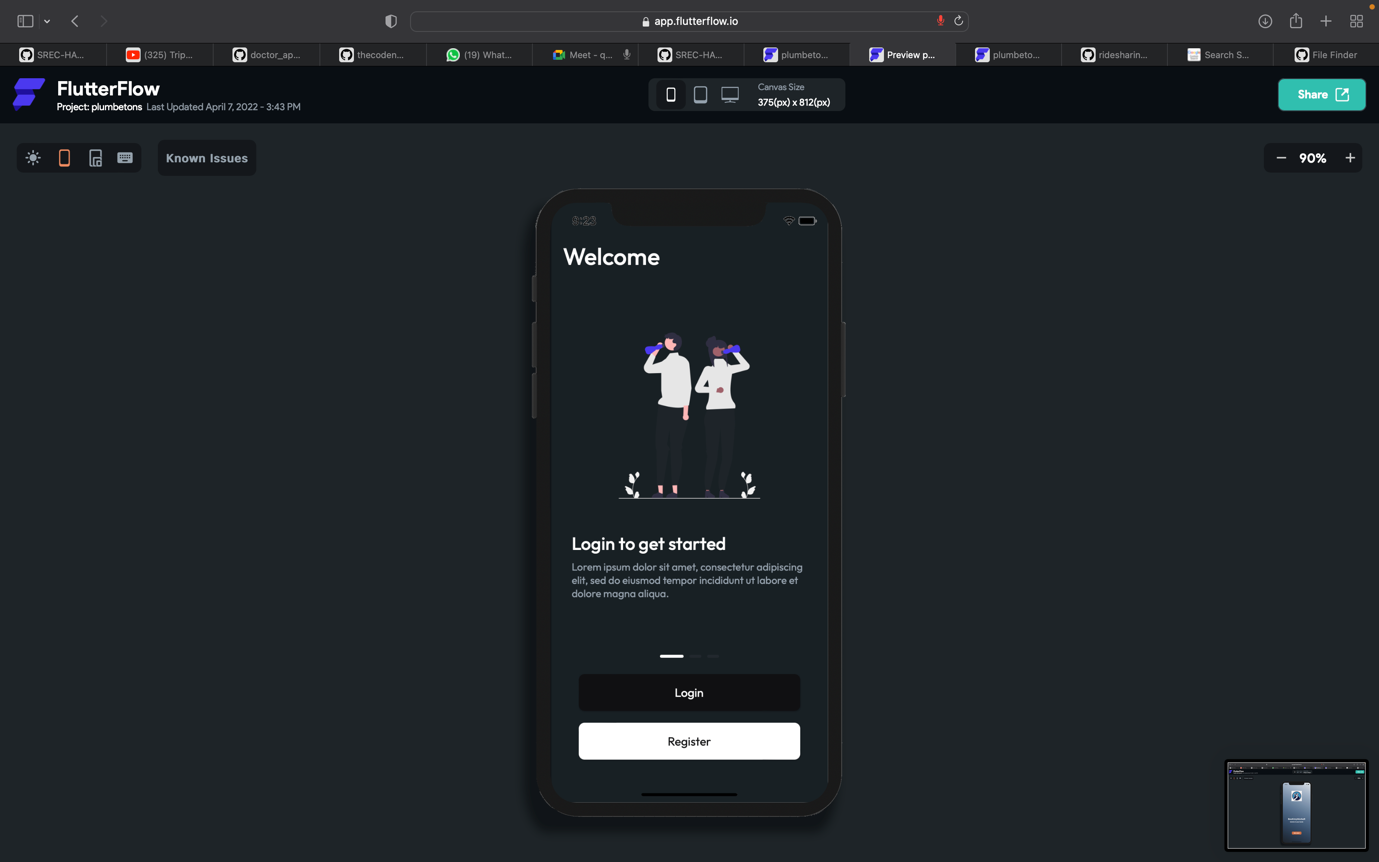 app.flutterflow.io
SREC-HA...
(325) Trip...
doctor_ap...
thecoden...
(19) What...
Meet - q...
SREC-HA...
plumbeto...
Preview p...
plumbeto...
ridesharin...
Search S...
File Finder
FlutterFlow
Project: plumbetons Last Updated April 7, 2022 - 3:43 PM
Canvas Size
375(px) x 812(px)
Share
Known Issues
90%
Welcome
Login to get started
Lorem ipsum dolor sit amet, consectetur adipiscing
elit, sed do eiusmod tempor incididunt ut labore et
dolore magna aliqua.
Login
Register